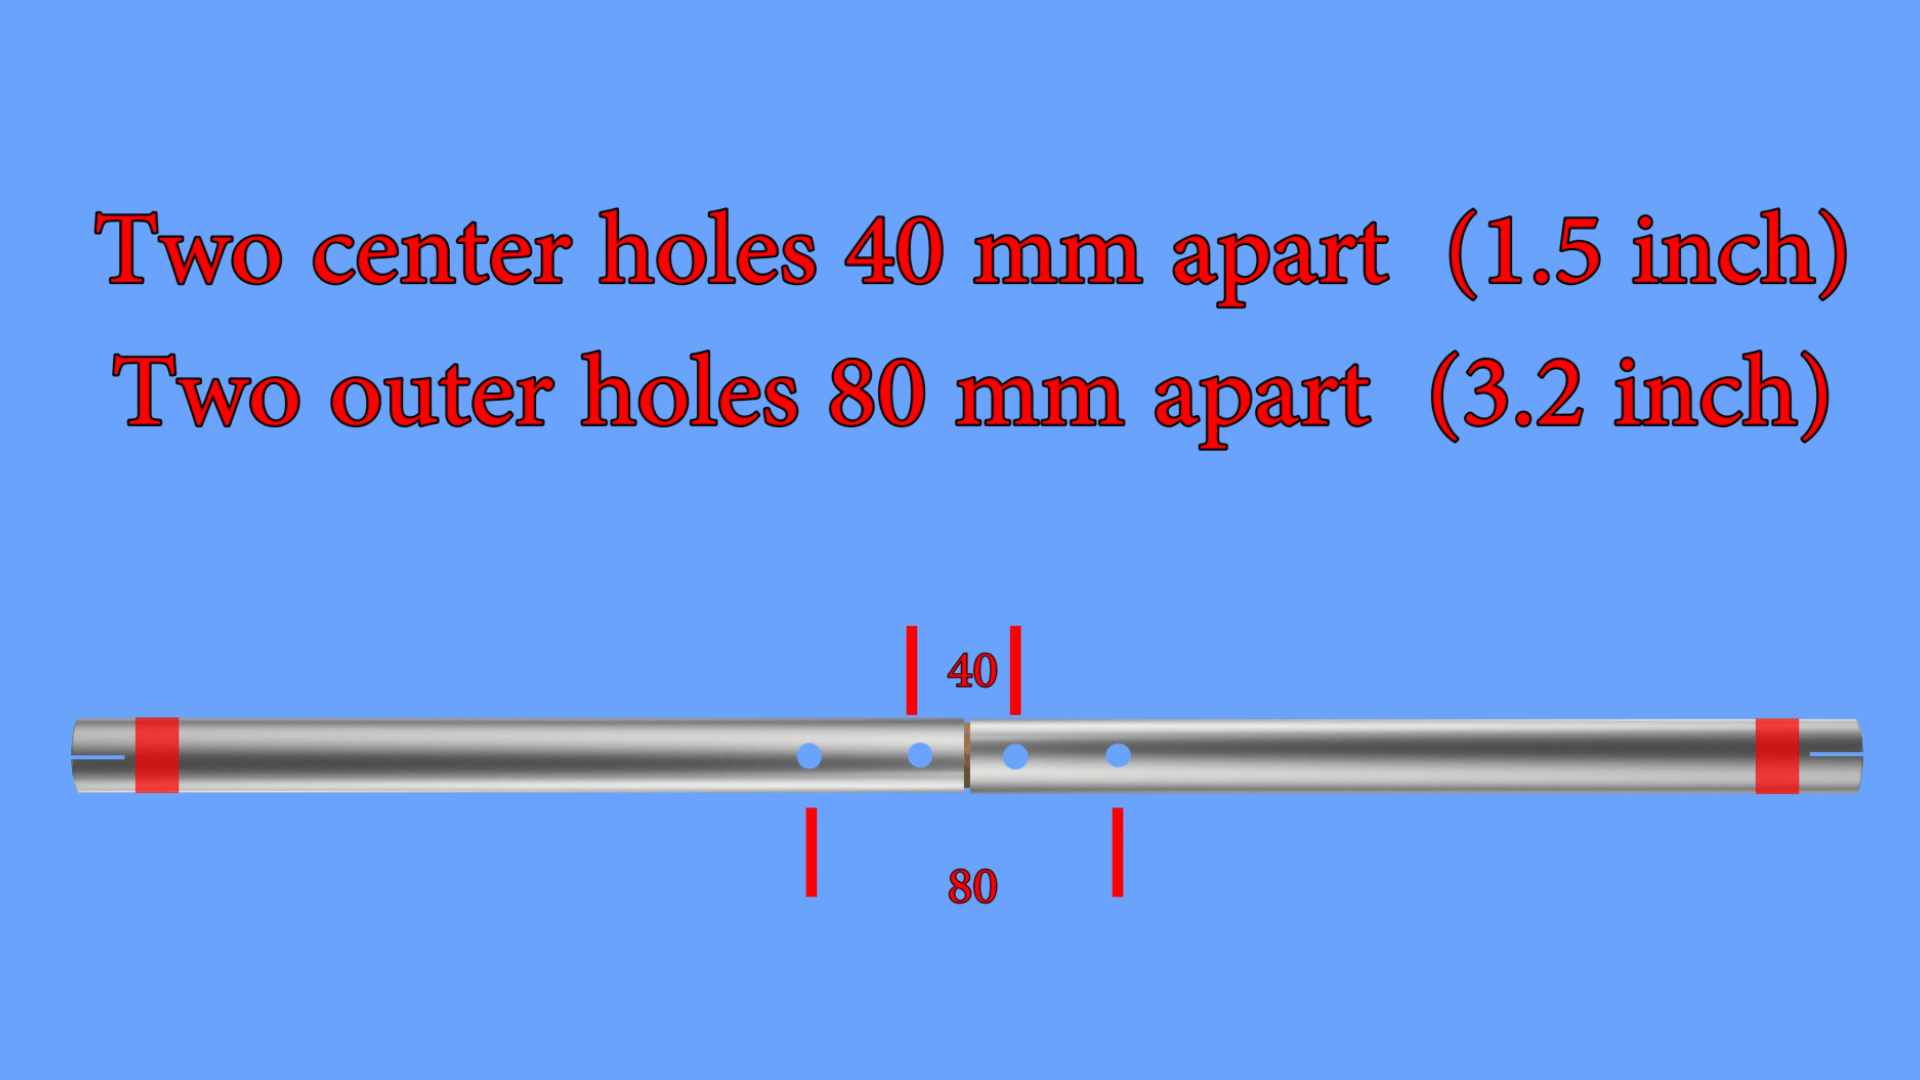 Two center holes 40 mm apart (1.5 inch)
Two outer holes 80 mm apart (3.2 inch)
40
80